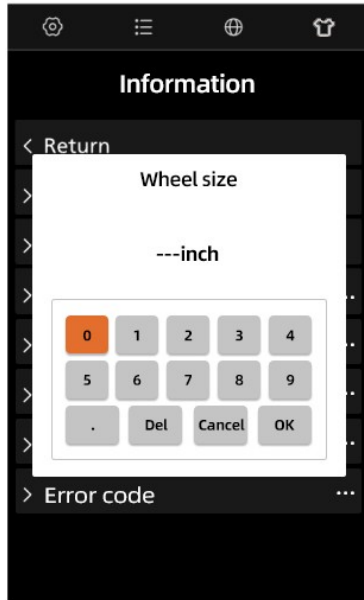 Information
< Return
Wheel size
---inch
0 1 2 3 4
5 6 7 8 9
. Del Cancel OK
> Error code ...